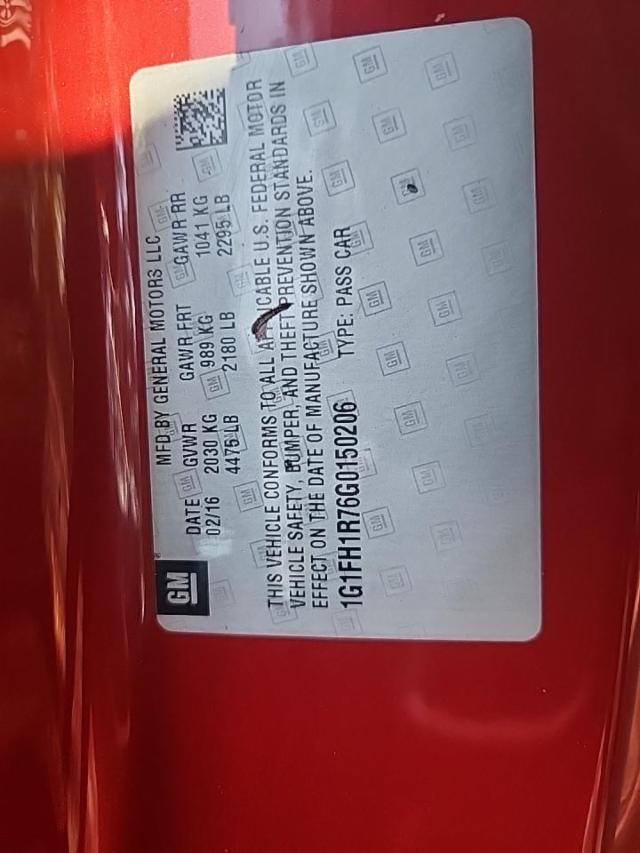 GM
MFD BY GENERAL MOTORS LLC
DATE GVWR GAWR FRT GAWR RR
02/16 2030 KG 989 KG 1041 KG
4475 LB 2180 LB 2295 LB
THIS VEHICLE CONFORMS TO ALL U.S. FEDERAL MOTOR
VEHICLE SAFETY, BUMPER, AND THEFT PREVENTION STANDARDS IN
EFFECT ON THE DATE OF MANUFACTURE SHOWN ABOVE.
1G1FH1R76G0150206 TYPE: PASS CAR